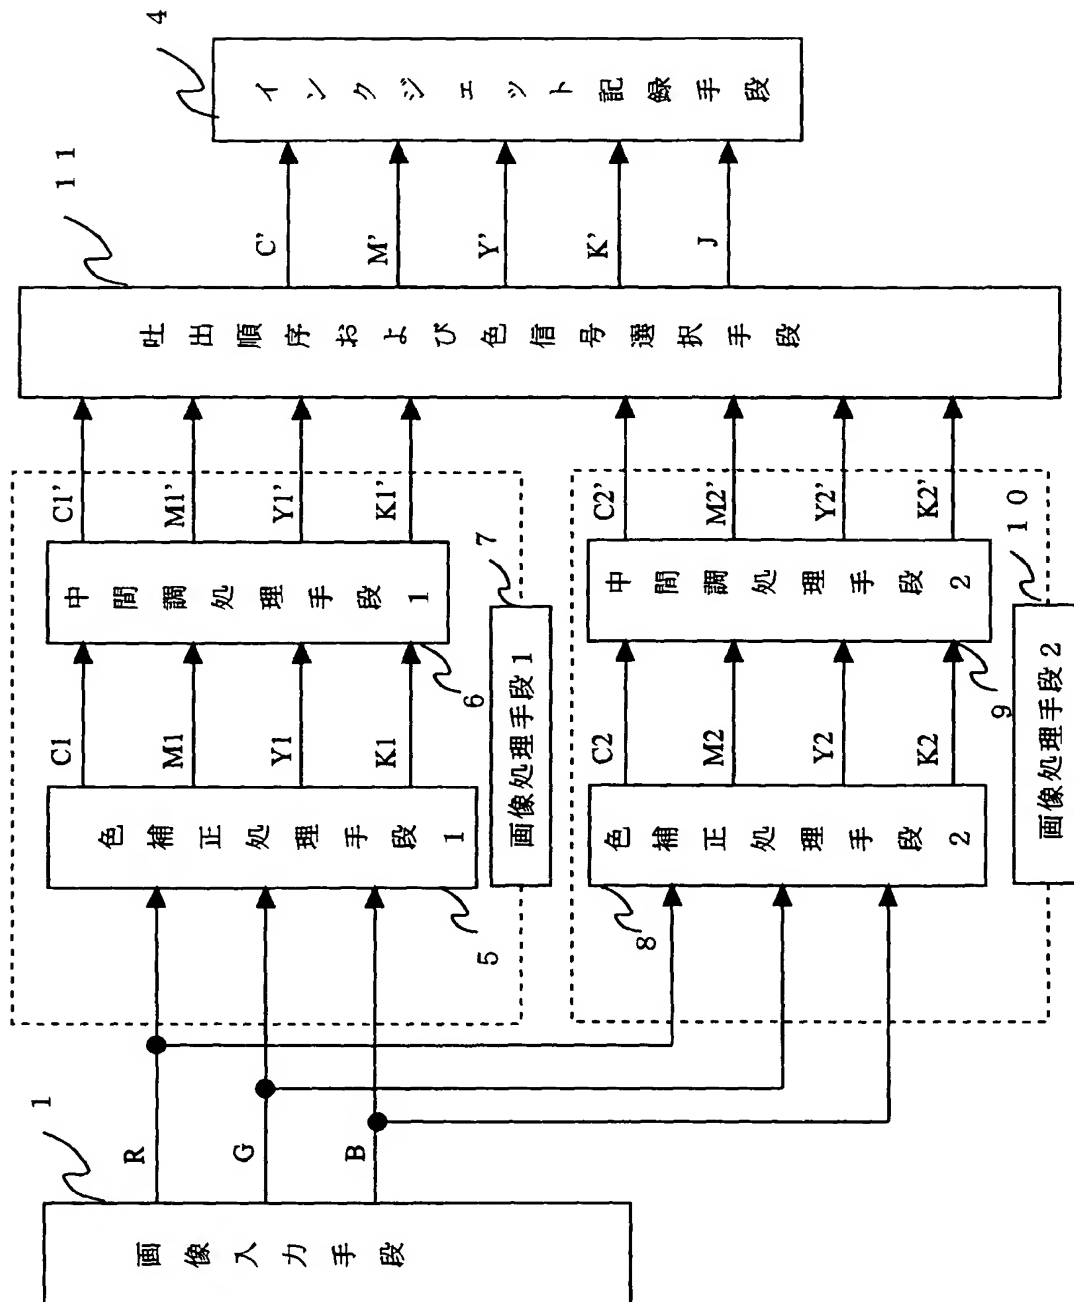 1
画像入力手段
R
G
B
5
色補正処理手段1
C1
M1
Y1
K1
6
中間調処理手段1
7
画像処理手段1
C1'
M1'
Y1'
K1'
8
色補正処理手段2
C2
M2
Y2
K2
9
中間調処理手段2
10
画像処理手段2
C2'
M2'
Y2'
K2'
11
吐出順序および色信号選択手段
C'
M'
Y'
K'
J
4
インクジェット記録手段